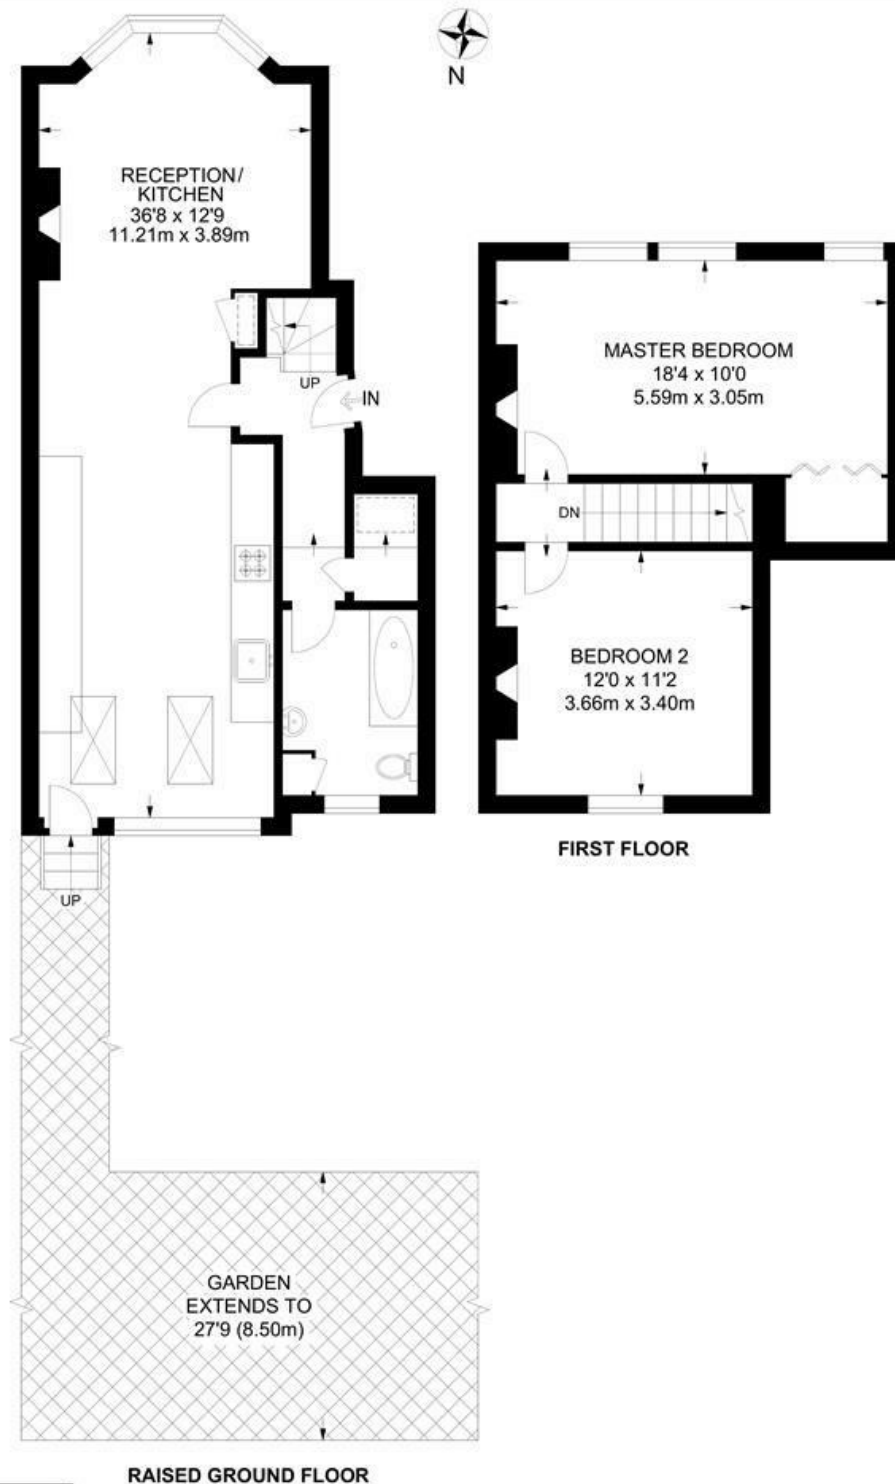 N
RECEPTION/
KITCHEN
36'8 x 12'9
11.21m x 3.89m
UP
IN
UP
GARDEN
EXTENDS TO
27'9 (8.50m)
RAISED GROUND FLOOR
MASTER BEDROOM
18'4 x 10'0
5.59m x 3.05m
DN
BEDROOM 2
12'0 x 11'2
3.66m x 3.40m
FIRST FLOOR